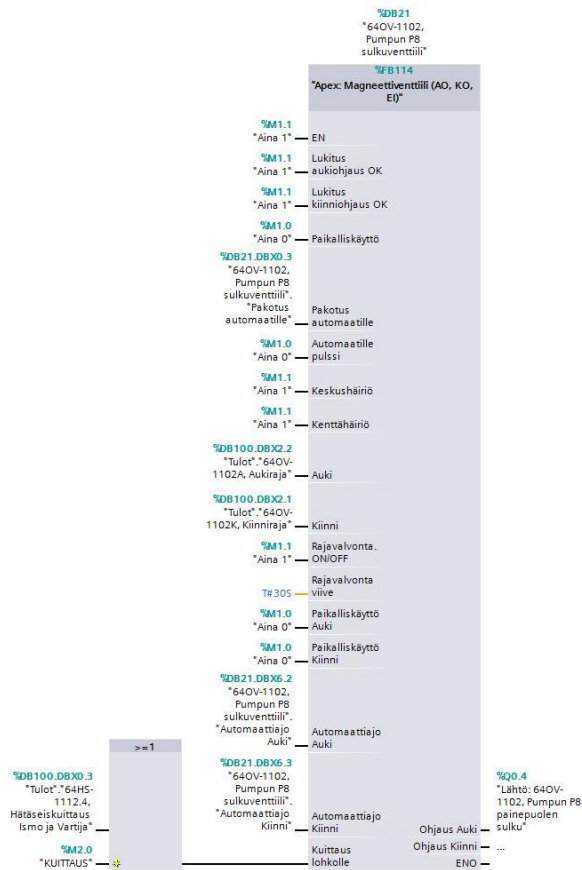 %DB21
"64OV-1102,
Pumpun P8
sulkuventtiili"
%FB114
"Apex: Magneettiventtiili (AO, KO,
EI)"
%M1.1
"Aina 1"
EN
%M1.1
"Aina 1"
Lukitus
aukiohjaus OK
%M1.1
"Aina 1"
Lukitus
kiinniohjaus OK
%M1.0
"Aina 0"
Paikalliskäyttö
%DB21.DBX0.3
"64OV-1102,
Pumpun P8
sulkuventtiili".
"Pakotus
automaatille"
Pakotus
automaatille
%M1.0
"Aina 0"
Automaatille
pulssi
%M1.1
"Aina 1"
Keskushäiriö
%M1.1
"Aina 1"
Kenttähäiriö
%DB100.DBX2.2
"Tulot"."64OV-
1102A, Aukiraja"
Auki
%DB100.DBX2.1
"Tulot"."64OV-
1102K, Kiinniraja"
Kiinni
%M1.1
"Aina 1"
Rajavalvonta.
ON/OFF
T#30S
Rajavalvonta
viive
%M1.0
"Aina 0"
Paikalliskäyttö
Auki
%M1.0
"Aina 0"
Paikalliskäyttö
Kiinni
%DB21.DBX6.2
"64OV-1102,
Pumpun P8
sulkuventtiili".
"Automaattiajo
Auki"
Automaattiajo
Auki
>=1
%DB100.DBX0.3
"Tulot"."64HS-
1112.4,
Hätäseiskuittaus
Ismo ja Vartija"
%M2.0
"KUITTAUS"
%DB21.DBX6.3
"64OV-1102,
Pumpun P8
sulkuventtiili".
"Automaattiajo
Kiinni"
Automaattiajo
Kiinni
Kuittaus
lohkolle
Ohjaus Auki
%Q0.4
"Lähtö: 64OV-
1102, Pumpun P8
painepuolen
sulku"
Ohjaus Kiinni
...
ENO